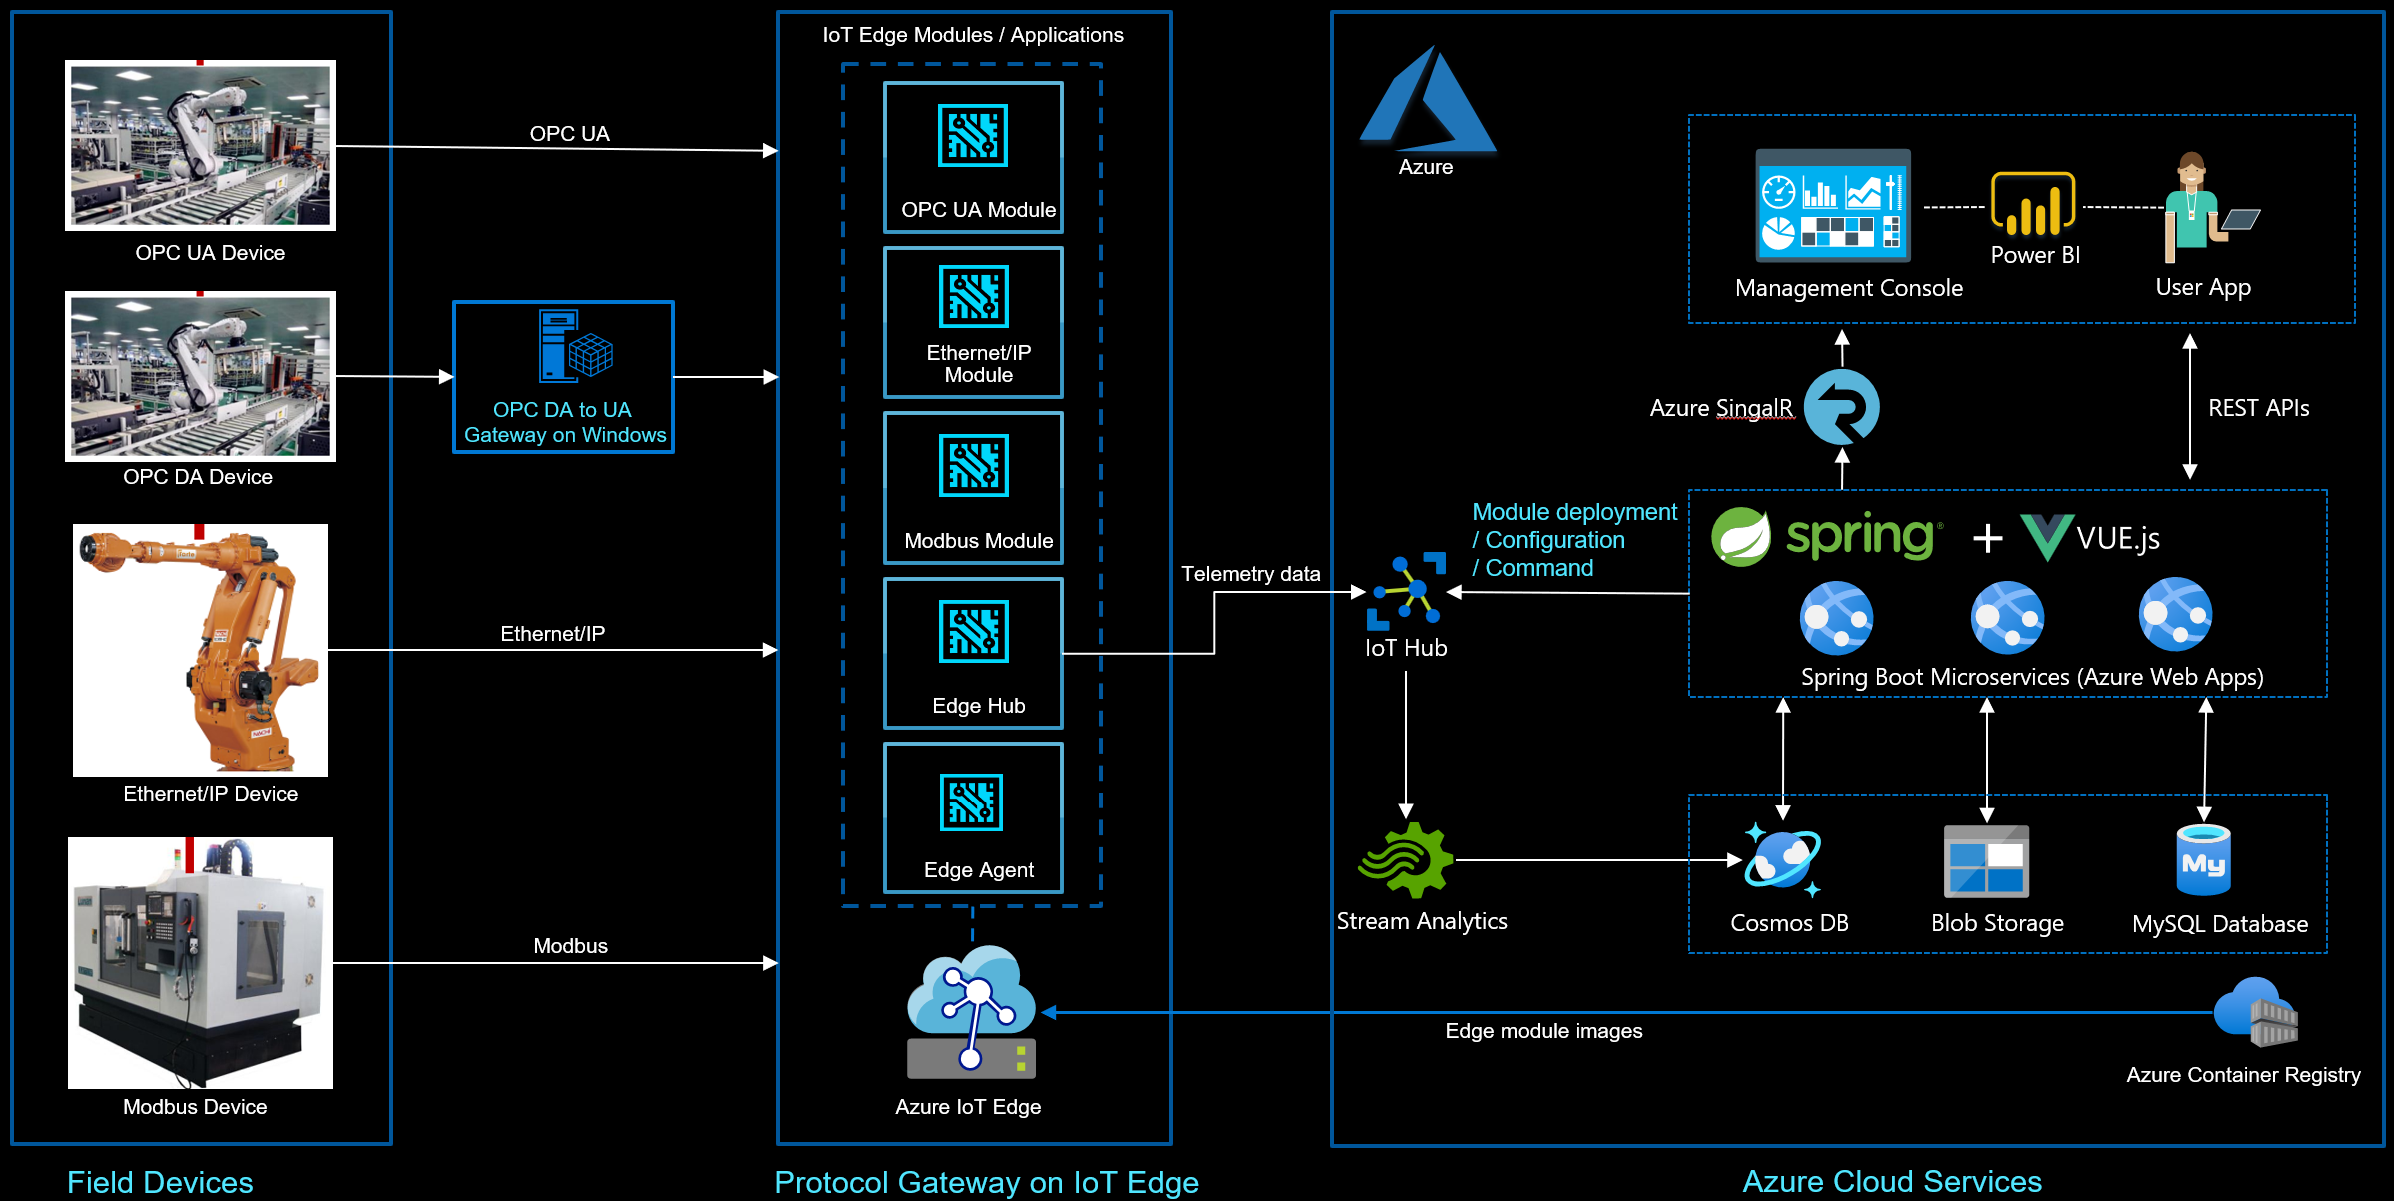 IoT Edge Modules / Applications
OPC UA Device
OPC DA Device
Ethernet/IP Device
Modbus Device
OPC UA
OPC DA to UA
Gateway on Windows
Ethernet/IP
Modbus
OPC UA Module
Ethernet/IP
Module
Modbus Module
Edge Hub
Edge Agent
Azure IoT Edge
Telemetry data
Azure
Management Console
Power BI
User App
Azure SingalR
REST APIs
Module deployment
/ Configuration
/ Command
spring®
+
VUE.js
Spring Boot Microservices (Azure Web Apps)
IoT Hub
Stream Analytics
My
Cosmos DB
Blob Storage
MySQL Database
Edge module images
Azure Container Registry
Field Devices
Protocol Gateway on IoT Edge
Azure Cloud Services